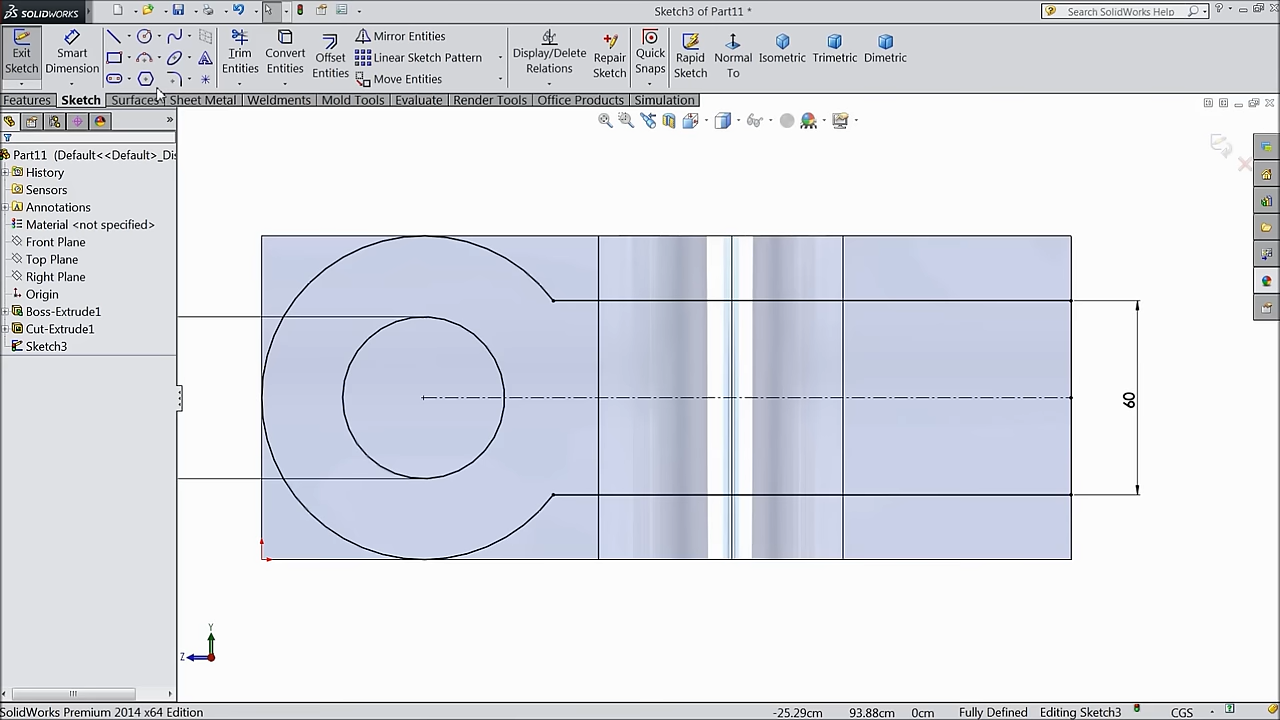 SOLIDWORKS
Sketch3 of Part11 *
Search SolidWorks Help
Exit Sketch
Smart Dimension
Trim Entities
Convert Entities
Offset Entities
Mirror Entities
Linear Sketch Pattern
Move Entities
Display/Delete Relations
Repair Sketch
Quick Snaps
Rapid Sketch
Normal To
Isometric
Trimetric
Dimetric
Features
Sketch
Surfaces
Sheet Metal
Weldments
Mold Tools
Evaluate
Render Tools
Office Products
Simulation
Part11 (Default<<Default>_Dis
History
Sensors
Annotations
Material <not specified>
Front Plane
Top Plane
Right Plane
Origin
Boss-Extrude1
Cut-Extrude1
Sketch3
60
Y
Z
SolidWorks Premium 2014 x64 Edition
-25.29cm 93.88cm 0cm Fully Defined Editing Sketch3 CGS